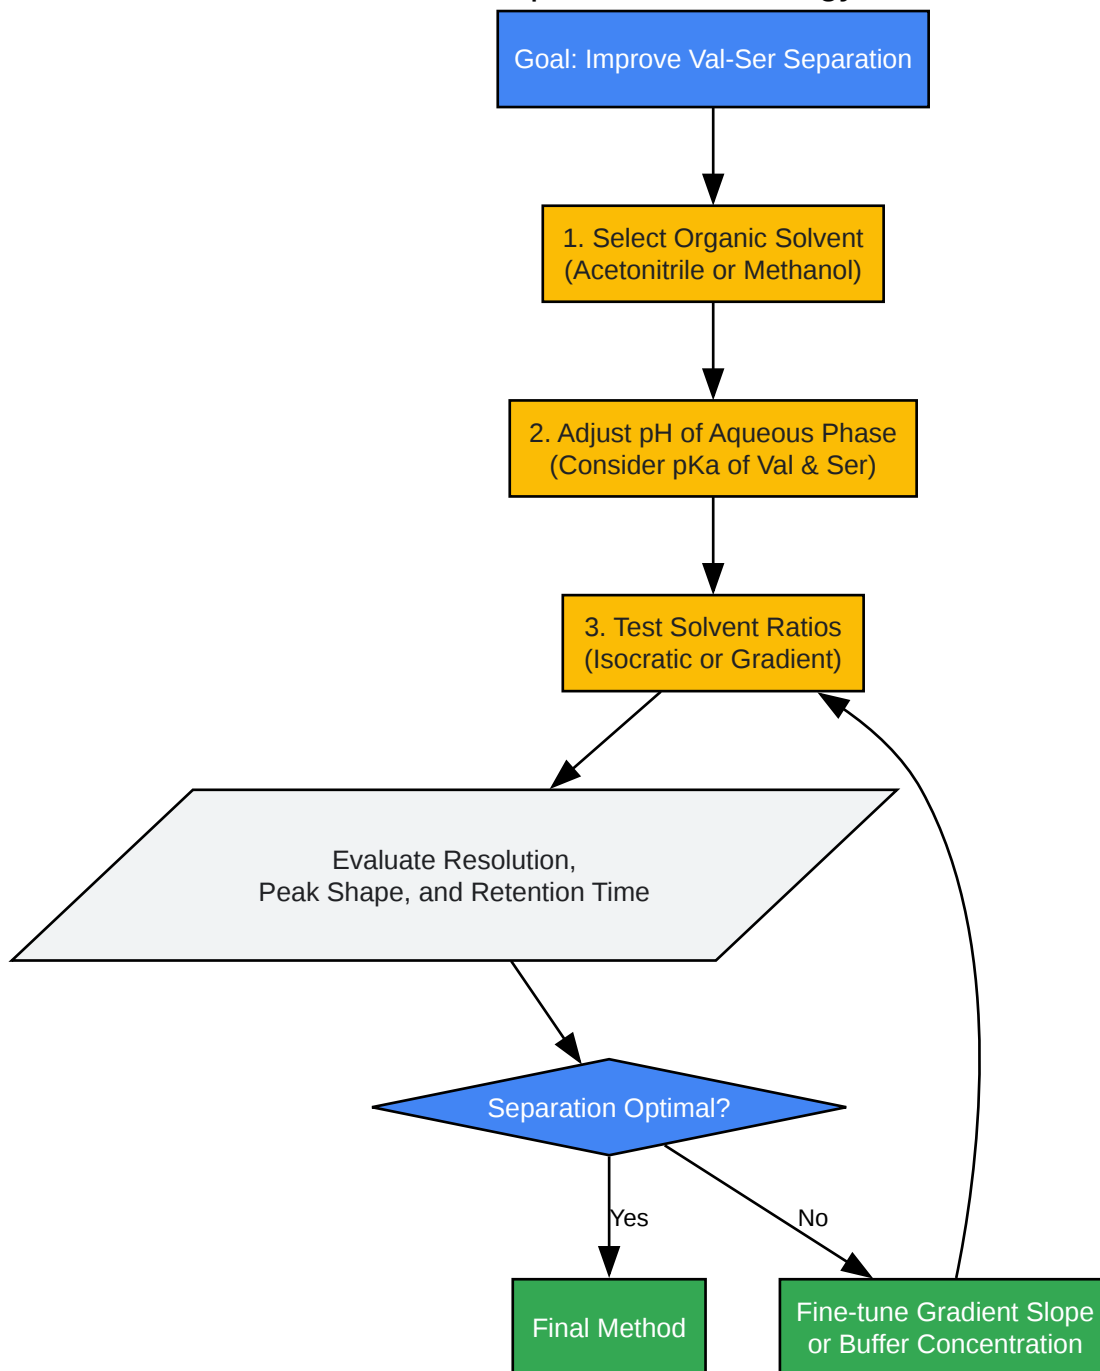 Goal: Improve Val-Ser Separation
1. Select Organic Solvent
(Acetonitrile or Methanol)
2. Adjust pH of Aqueous Phase
(Consider pKa of Val & Ser)
3. Test Solvent Ratios
(Isocratic or Gradient)
Evaluate Resolution,
Peak Shape, and Retention Time
Separation Optimal?
Yes
No
Final Method
Fine-tune Gradient Slope
or Buffer Concentration